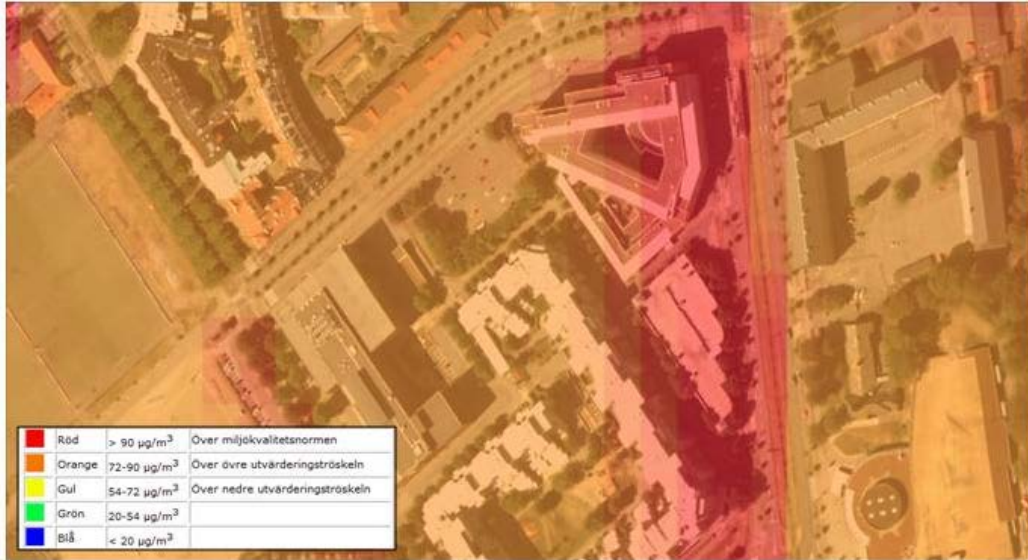 Röd > 90 µg/m³ Över miljökvalitetsnormen
Orange 72-90 µg/m³ Över övre utvärderingströskeln
Gul 54-72 µg/m³ Över nedre utvärderingströskeln
Grön 20-54 µg/m³
Blå < 20 µg/m³